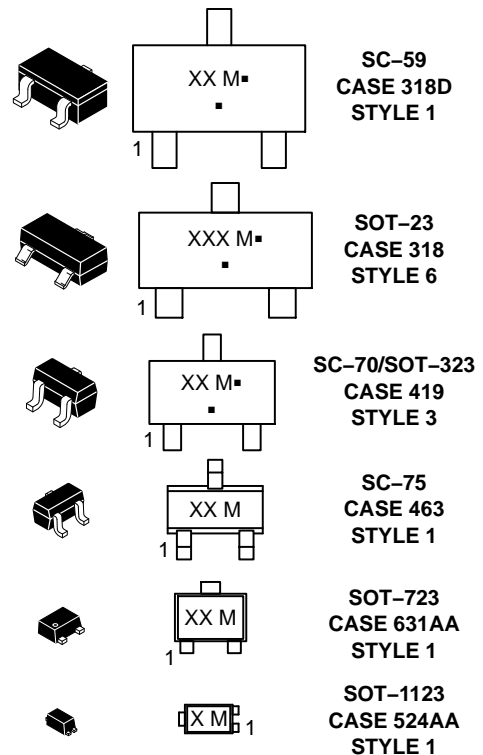 XX M▪
▪
1
SC–59
CASE 318D
STYLE 1
XXX M▪
▪
1
SOT–23
CASE 318
STYLE 6
XX M▪
▪
1
SC–70/SOT–323
CASE 419
STYLE 3
XX M
1
SC–75
CASE 463
STYLE 1
XX M
1
SOT–723
CASE 631AA
STYLE 1
X M
1
SOT–1123
CASE 524AA
STYLE 1